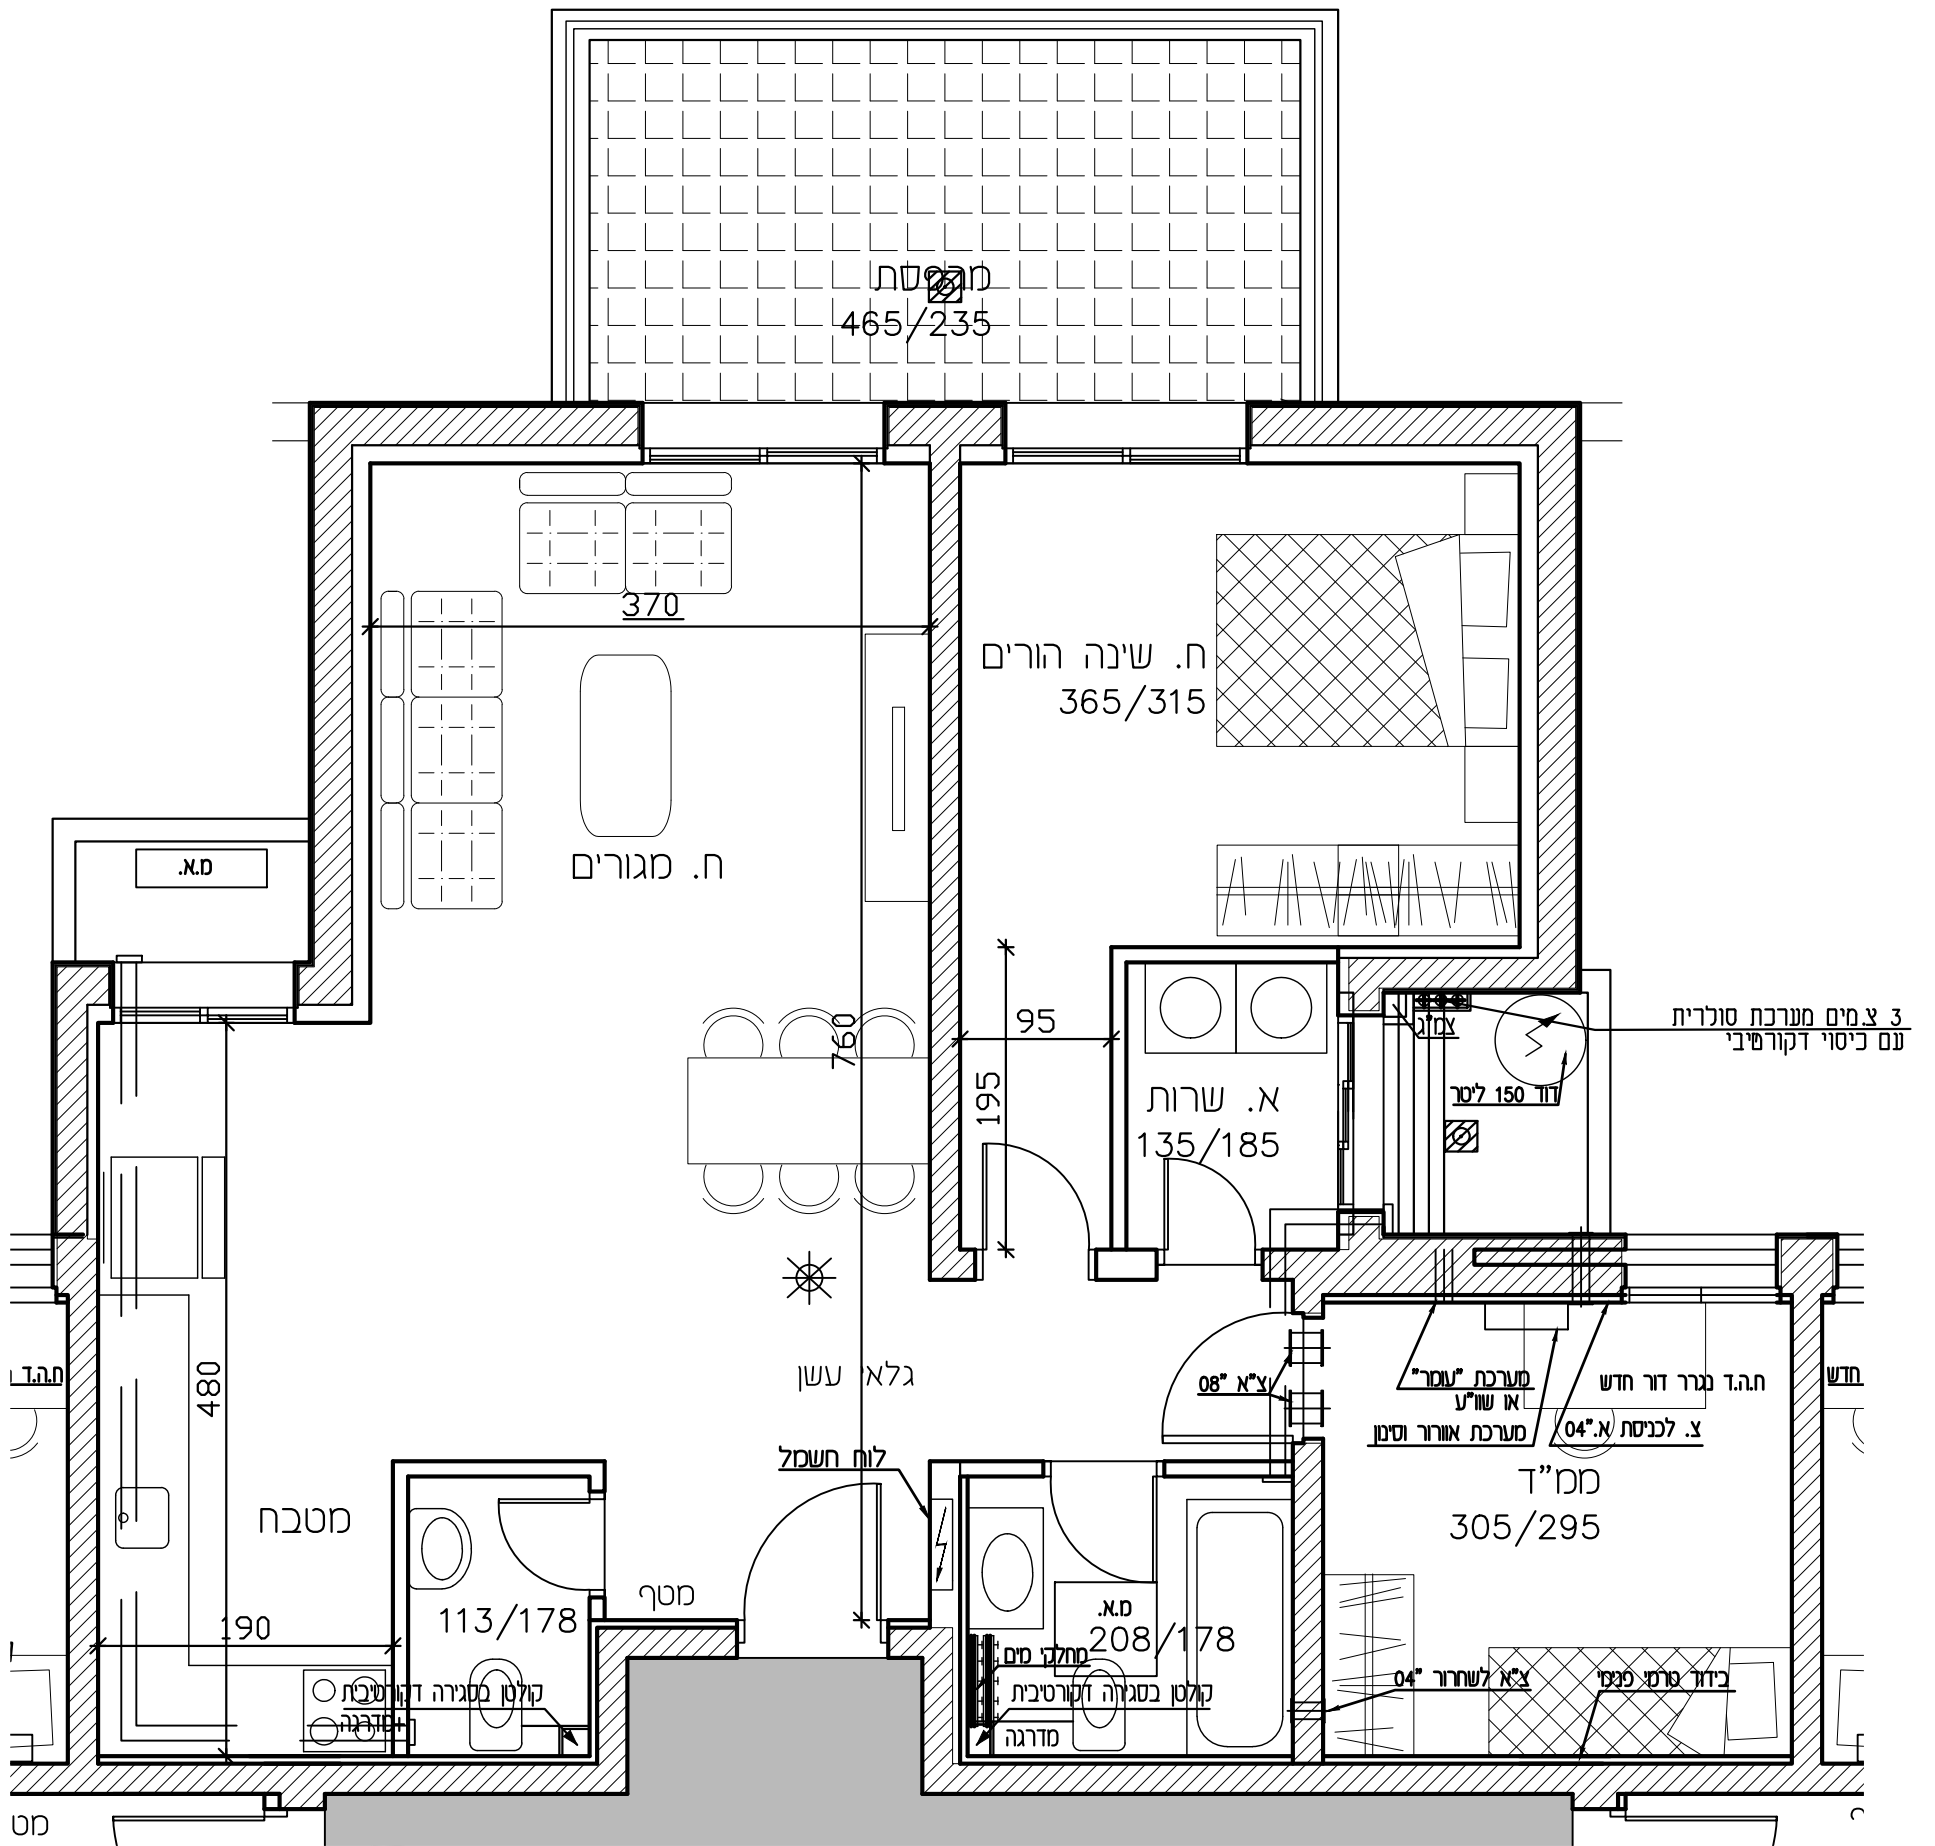 מרפסת
465/235
370
ח. שינה הורים
365/315
ח. מגורים
מ.א.
760
95
195
א. שרות
135/185
צמ"ג
3 צ.מים מערכת סולרית
עם כיסוי דקורטיבי
דוד 150 ליטר
480
גלאי עשן
צ"א "08
מערכת "עומר"
או שוו"ע
מערכת אוורור וסינון
ח.ה.ד נגרר דור חדש
צ. לכניסת א."04
ח.ה.ד
חדש
ממ"ד
305/295
לוח חשמל
מטבח
190
113/178
מטף
מ.א.
208/178
מחלקי מים
קולטן בסגירה דקורטיבית
+מדרגה
קולטן בסגירה דקורטיבית
מדרגה
צ"א לשחרור "04
בידוד טרמי פנימי
מט